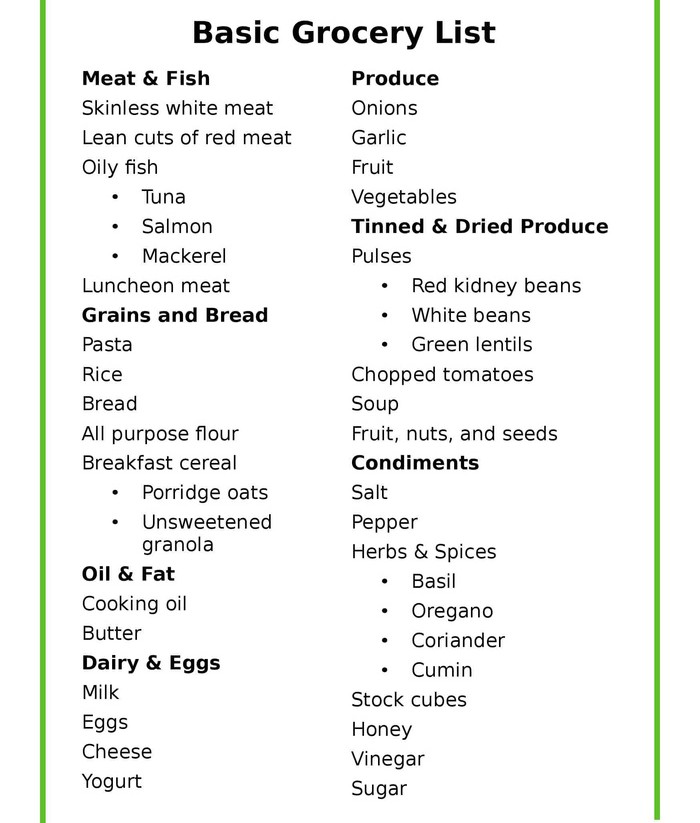 Basic Grocery List
Meat & Fish
Skinless white meat
Lean cuts of red meat
Oily fish
• Tuna
• Salmon
• Mackerel
Luncheon meat
Grains and Bread
Pasta
Rice
Bread
All purpose flour
Breakfast cereal
• Porridge oats
• Unsweetened
granola
Oil & Fat
Cooking oil
Butter
Dairy & Eggs
Milk
Eggs
Cheese
Yogurt
Produce
Onions
Garlic
Fruit
Vegetables
Tinned & Dried Produce
Pulses
• Red kidney beans
• White beans
• Green lentils
Chopped tomatoes
Soup
Fruit, nuts, and seeds
Condiments
Salt
Pepper
Herbs & Spices
• Basil
• Oregano
• Coriander
• Cumin
Stock cubes
Honey
Vinegar
Sugar